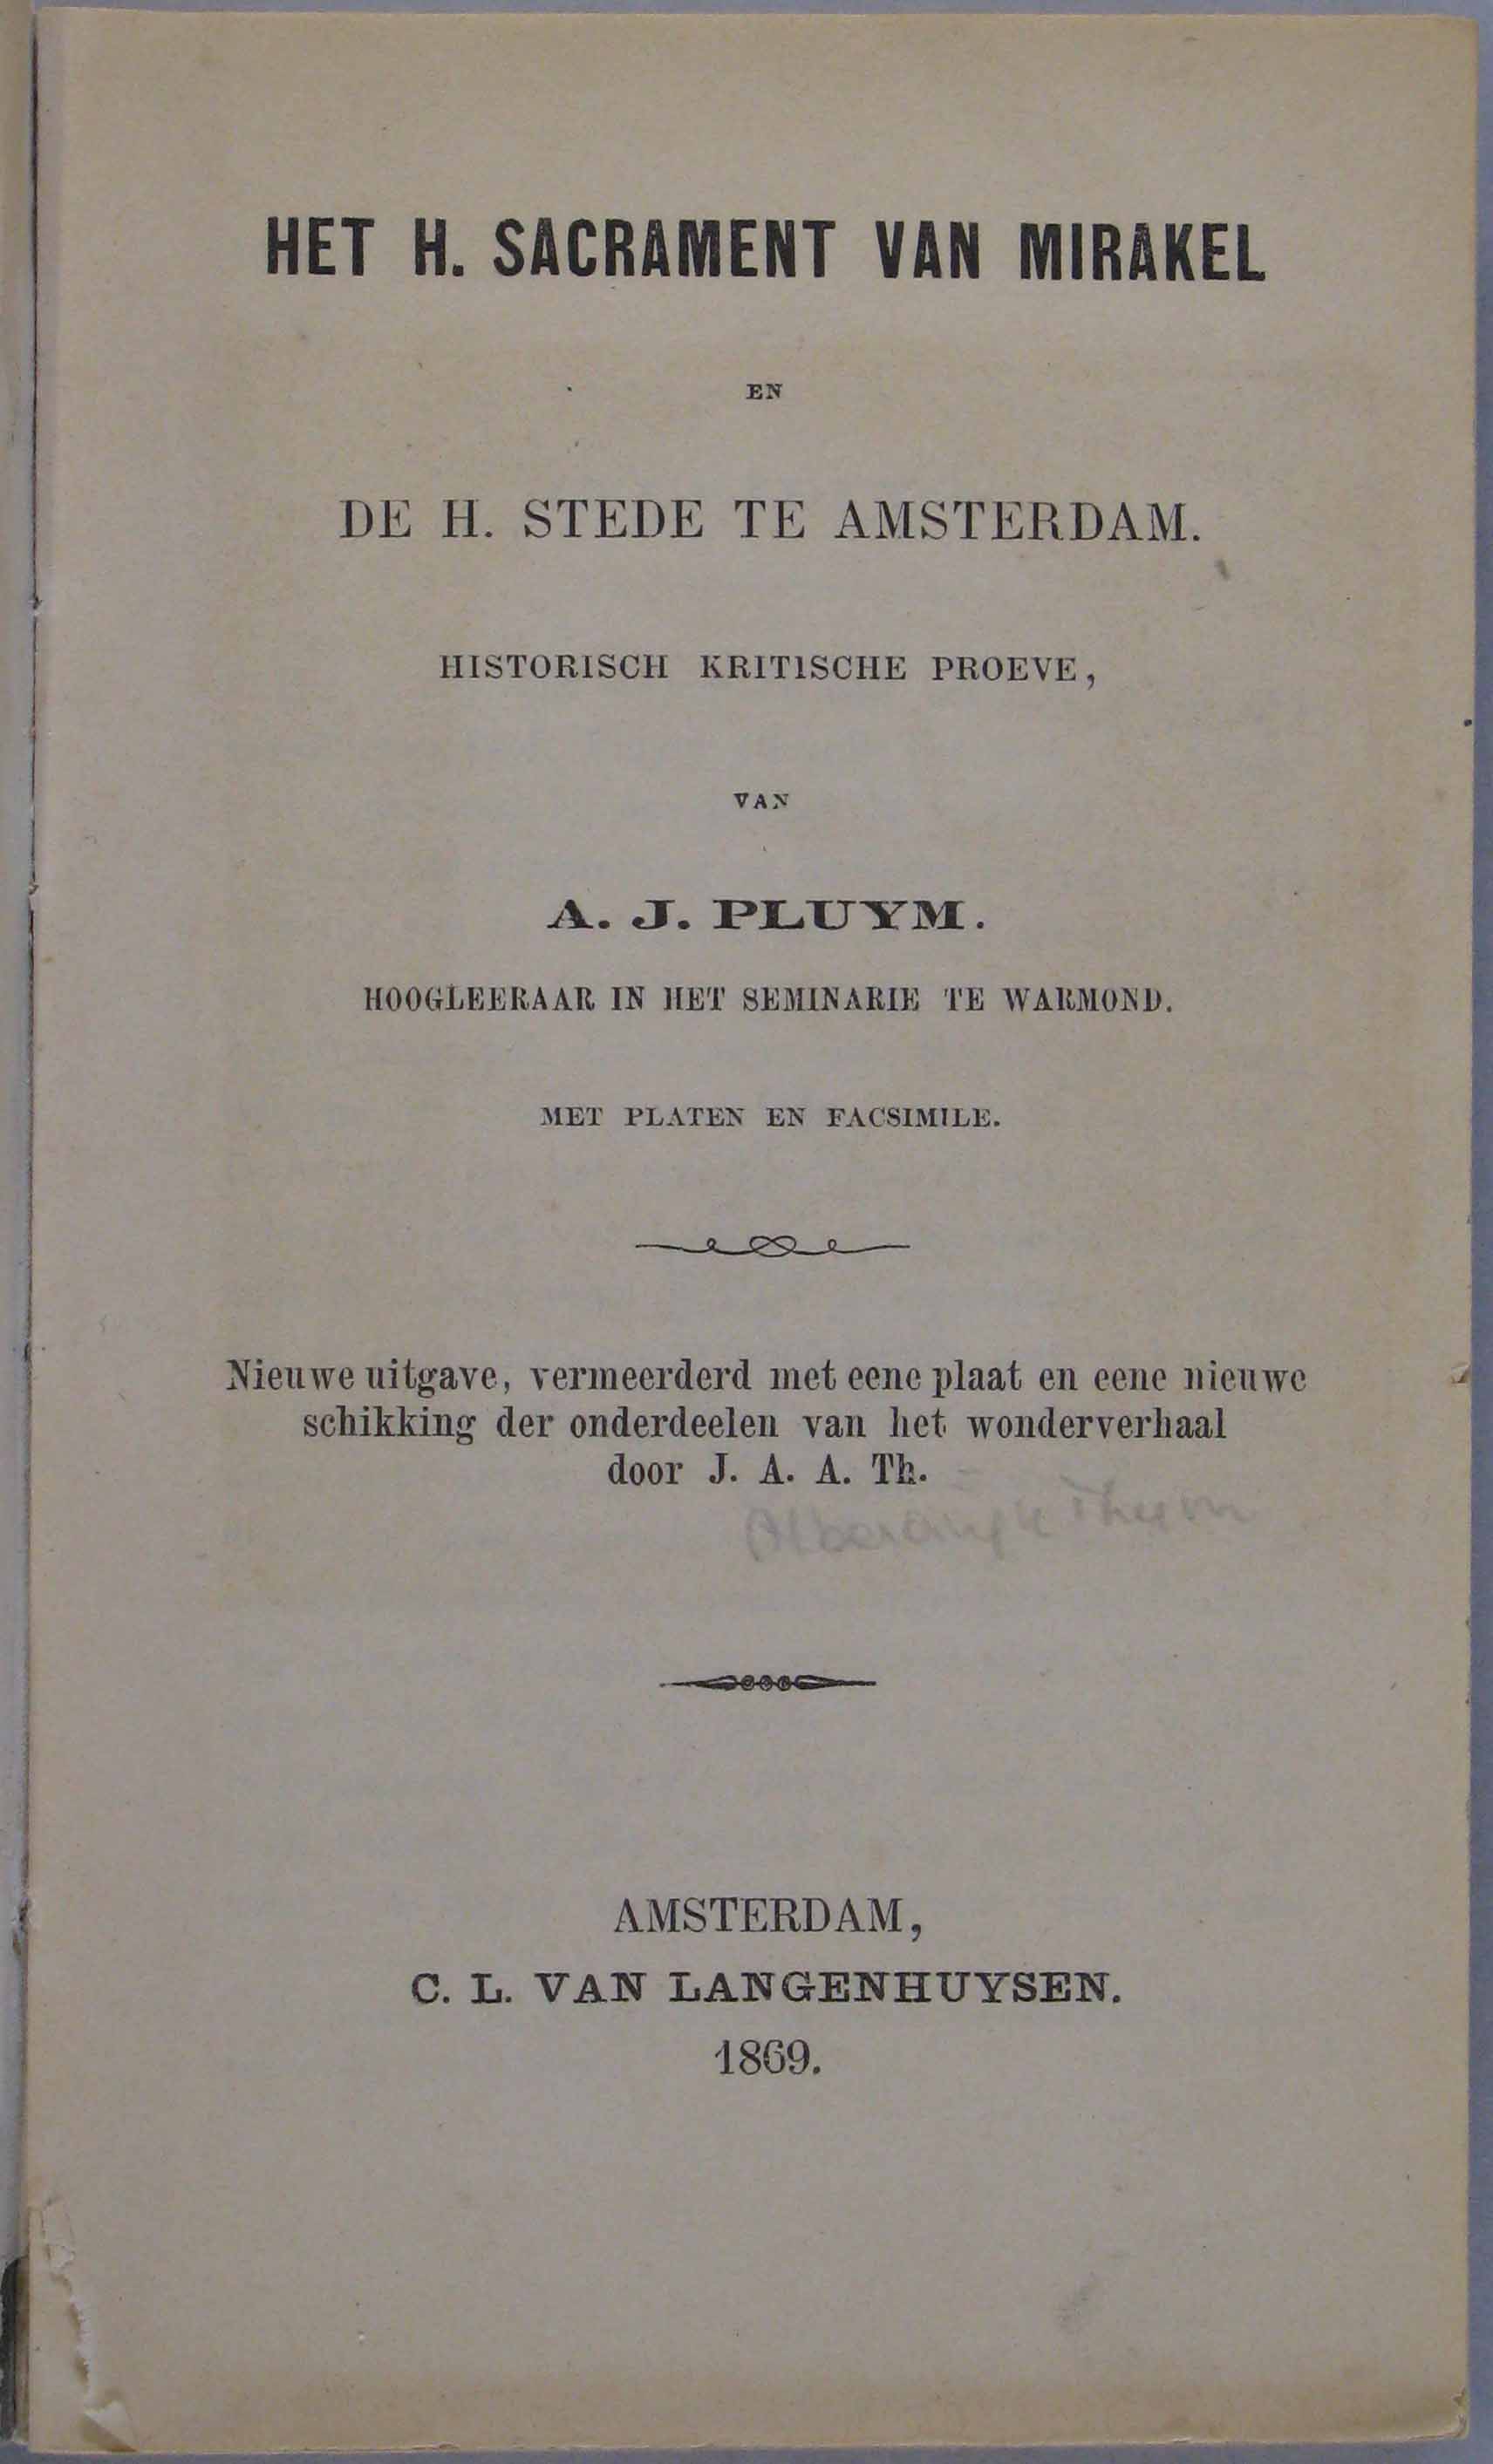 HET H. SACRAMENT VAN MIRAKEL
EN
DE H. STEDE TE AMSTERDAM.
HISTORISCH KRITISCHE PROEVE,
VAN
A. J. PLUYM.
HOOGLEERAAR IN HET SEMINARIE TE WARMOND.
MET PLATEN EN FACSIMILE.
Nieuwe uitgave, vermeerderd met eene plaat en eene nieuwe
schikking der onderdeelen van het wonderverhaal
door J. A. A. Th.
Alberdingk Thijm
AMSTERDAM,
C. L. VAN LANGENHUYSEN.
1869.